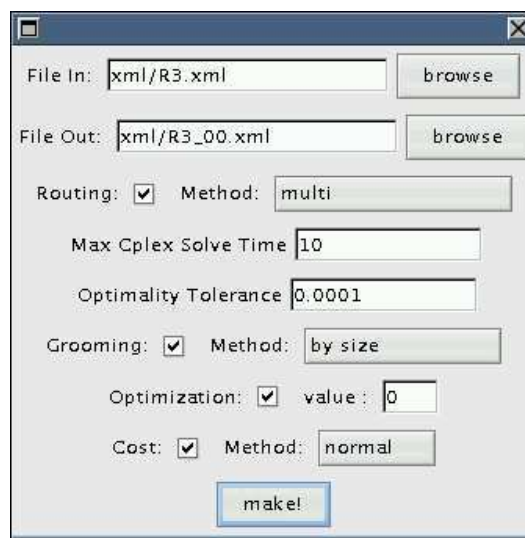 File In: xml/R3.xml browse
File Out: xml/R3_00.xml browse
Routing: Method: multi
Max Cplex Solve Time 10
Optimality Tolerance 0.0001
Grooming: Method: by size
Optimization: value : 0
Cost: Method: normal
make!